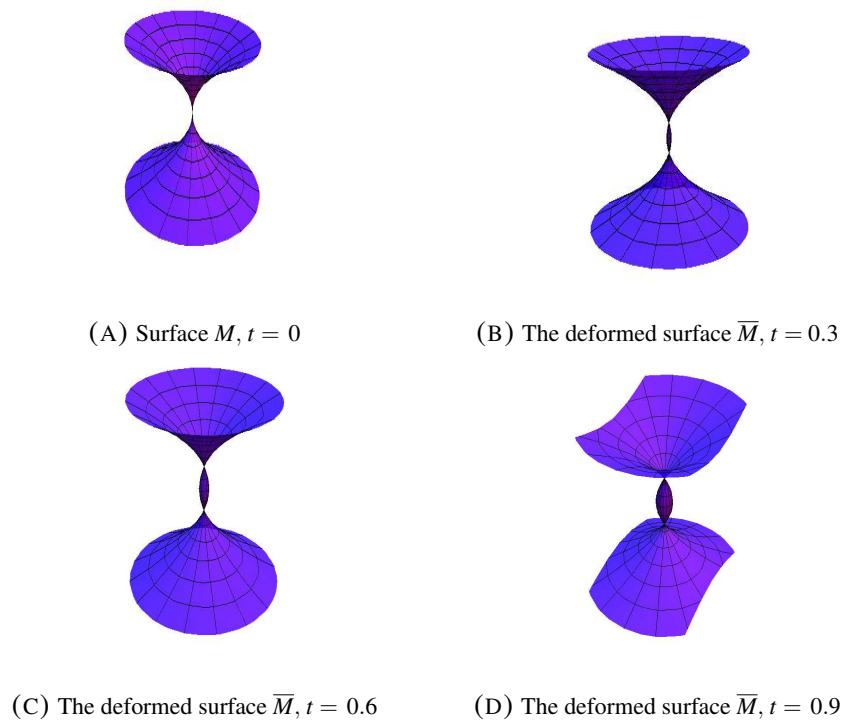 (A) Surface M, t = 0
(B) The deformed surface M̅, t = 0.3
(C) The deformed surface M̅, t = 0.6
(D) The deformed surface M̅, t = 0.9